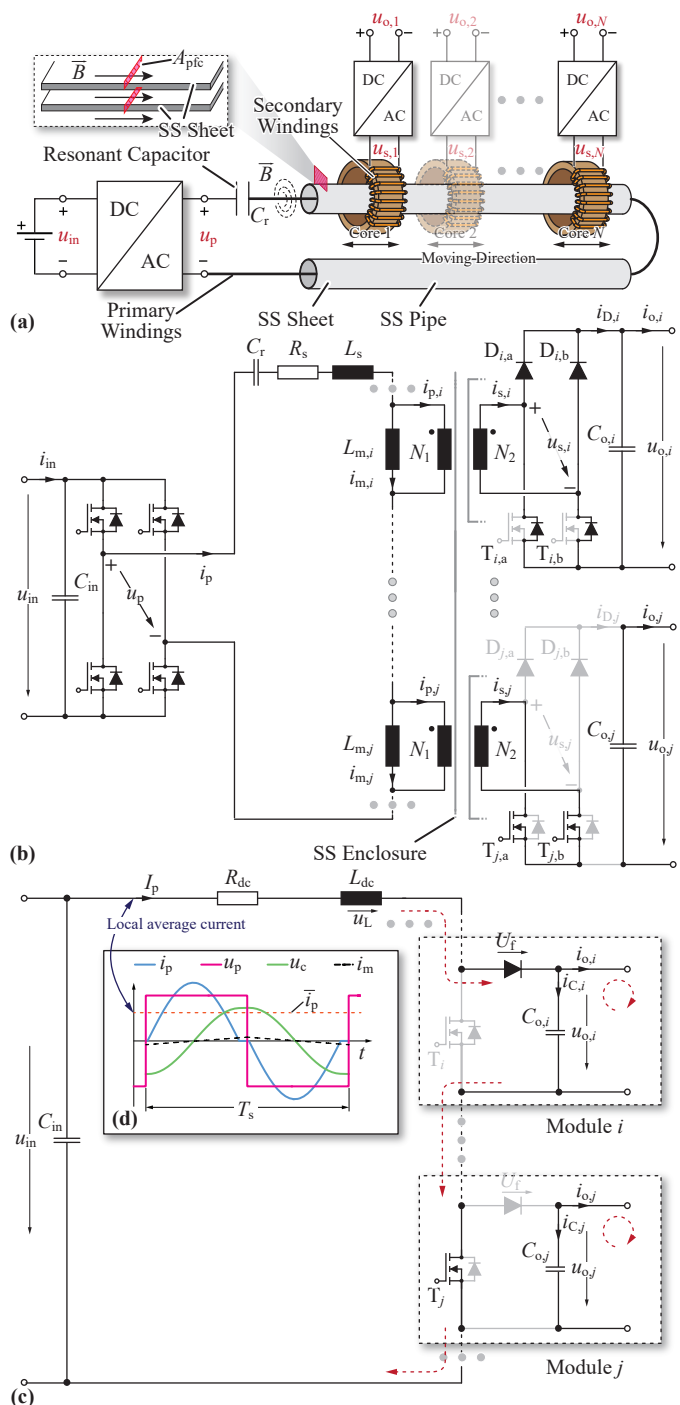 u_o,1 u_o,2 u_o,N
+ − + − + −
B̅ A_pfc
DC DC DC
AC AC AC
SS Sheet
Secondary
Windings
u_s,1 u_s,2 u_s,N
Resonant Capacitor
B̅
C_r
+ DC + +
u_in u_p
− AC −
Core 1 Core 2 Core N
Moving Direction
Primary
Windings
SS Sheet SS Pipe
(a)
i_D,i i_o,i
C_r R_s L_s
D_i,a D_i,b
i_p,i i_s,i
+
L_m,i N_1 N_2 u_s,i C_o,i u_o,i
i_m,i −
i_in
T_i,a T_i,b
+
i_p
u_in C_in u_p
−
i_D,j i_o,j
D_j,a D_j,b
i_p,j i_s,j
+
L_m,j N_1 N_2 u_s,j C_o,j u_o,j
i_m,j −
T_j,a T_j,b
SS Enclosure
(b)
I_p R_dc L_dc
u_L
Local average current
i_p u_p u_c i_m
i̅_p
t
T_s
(d)
U_f i_o,i
i_C,i
C_o,i u_o,i
T_i
Module i
u_in C_in
U_f i_o,j
i_C,j
C_o,j u_o,j
T_j
Module j
(c)